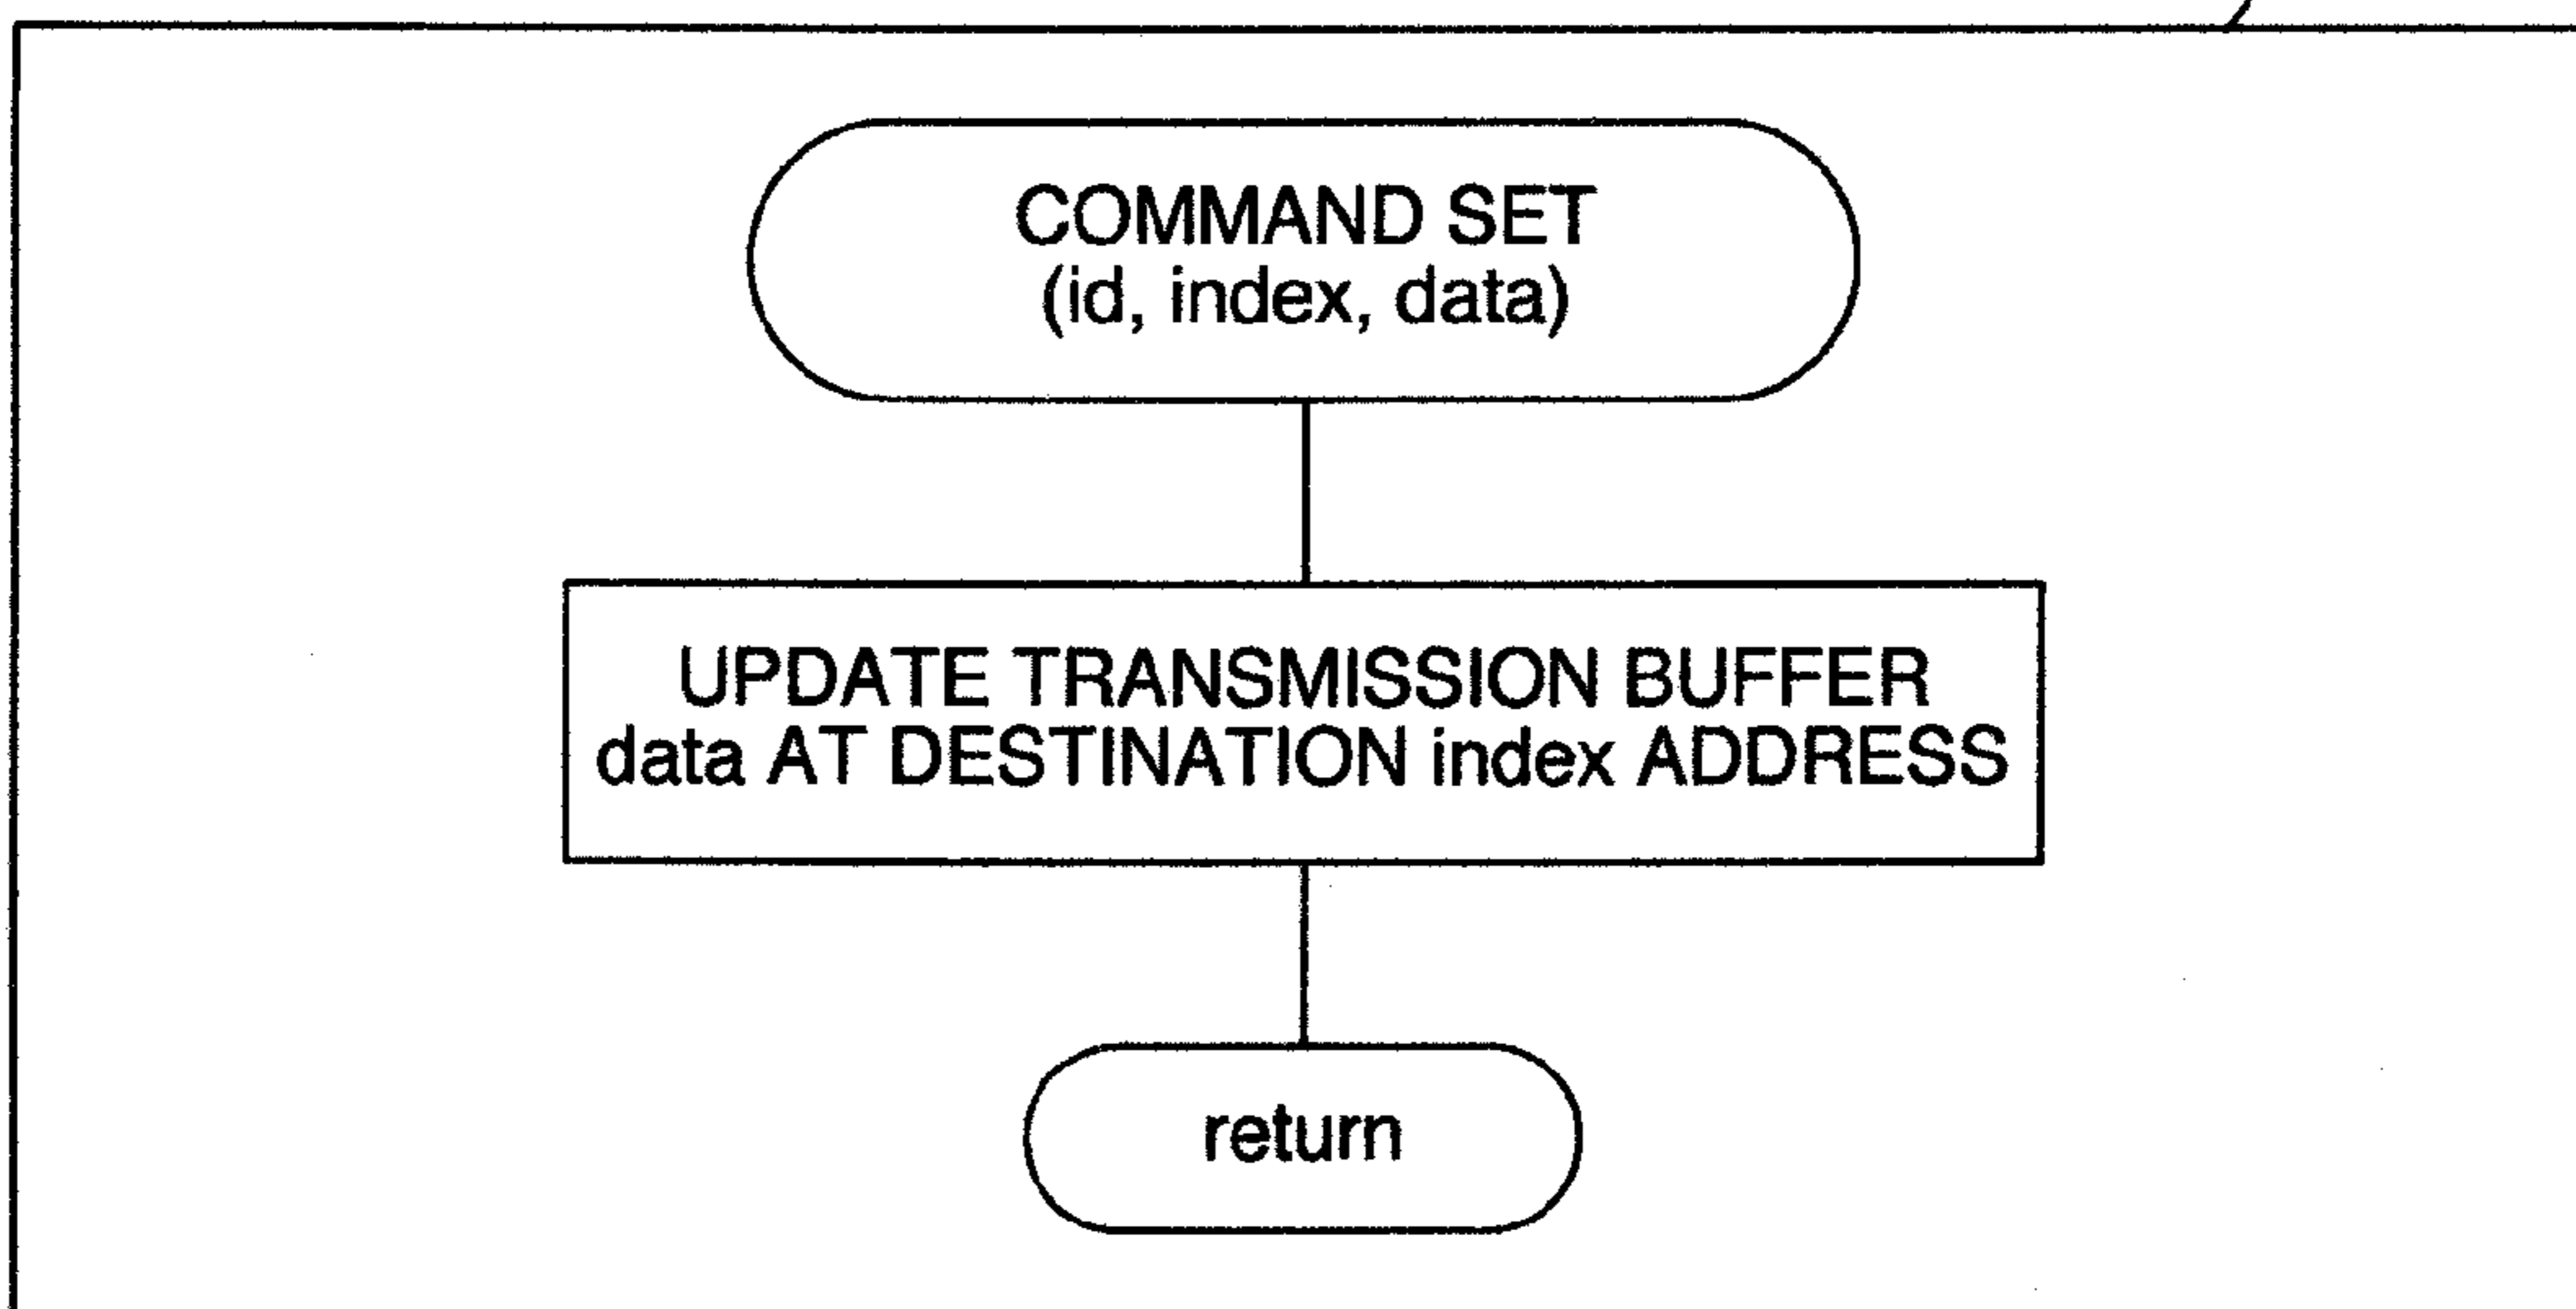 COMMAND SET
(id, index, data)
UPDATE TRANSMISSION BUFFER
data AT DESTINATION index ADDRESS
return